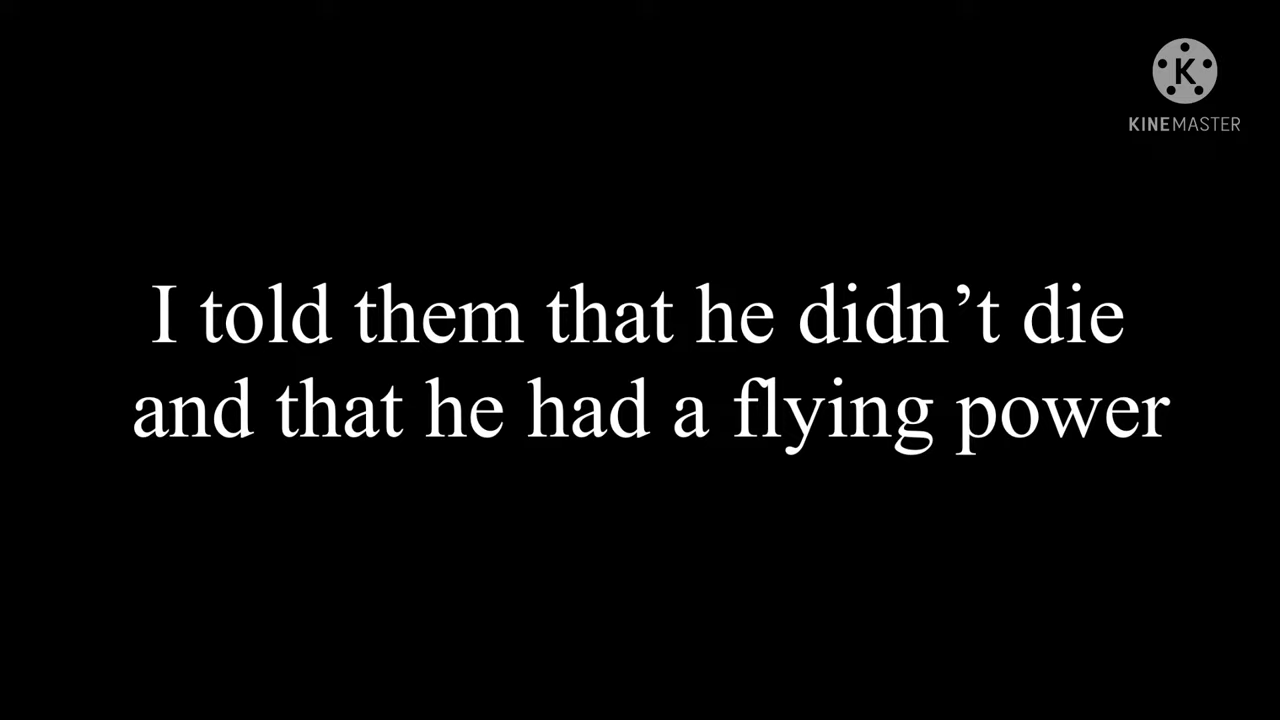 K
KINEMASTER
I told them that he didn’t die
and that he had a flying power